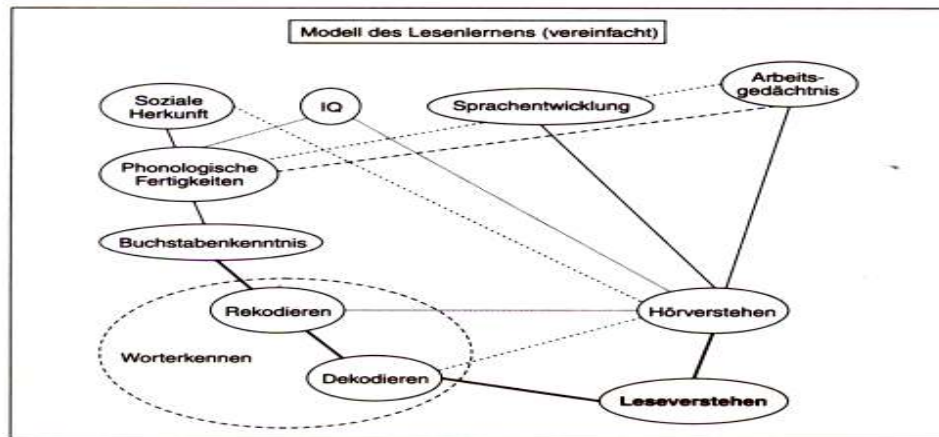 Modell des Lesenlernens (vereinfacht)
Soziale
Herkunft
IQ
Sprachentwicklung
Arbeits-
gedächtnis
Phonologische
Fertigkeiten
Buchstabenkenntnis
Rekodieren
Hörverstehen
Worterkennen
Dekodieren
Leseverstehen